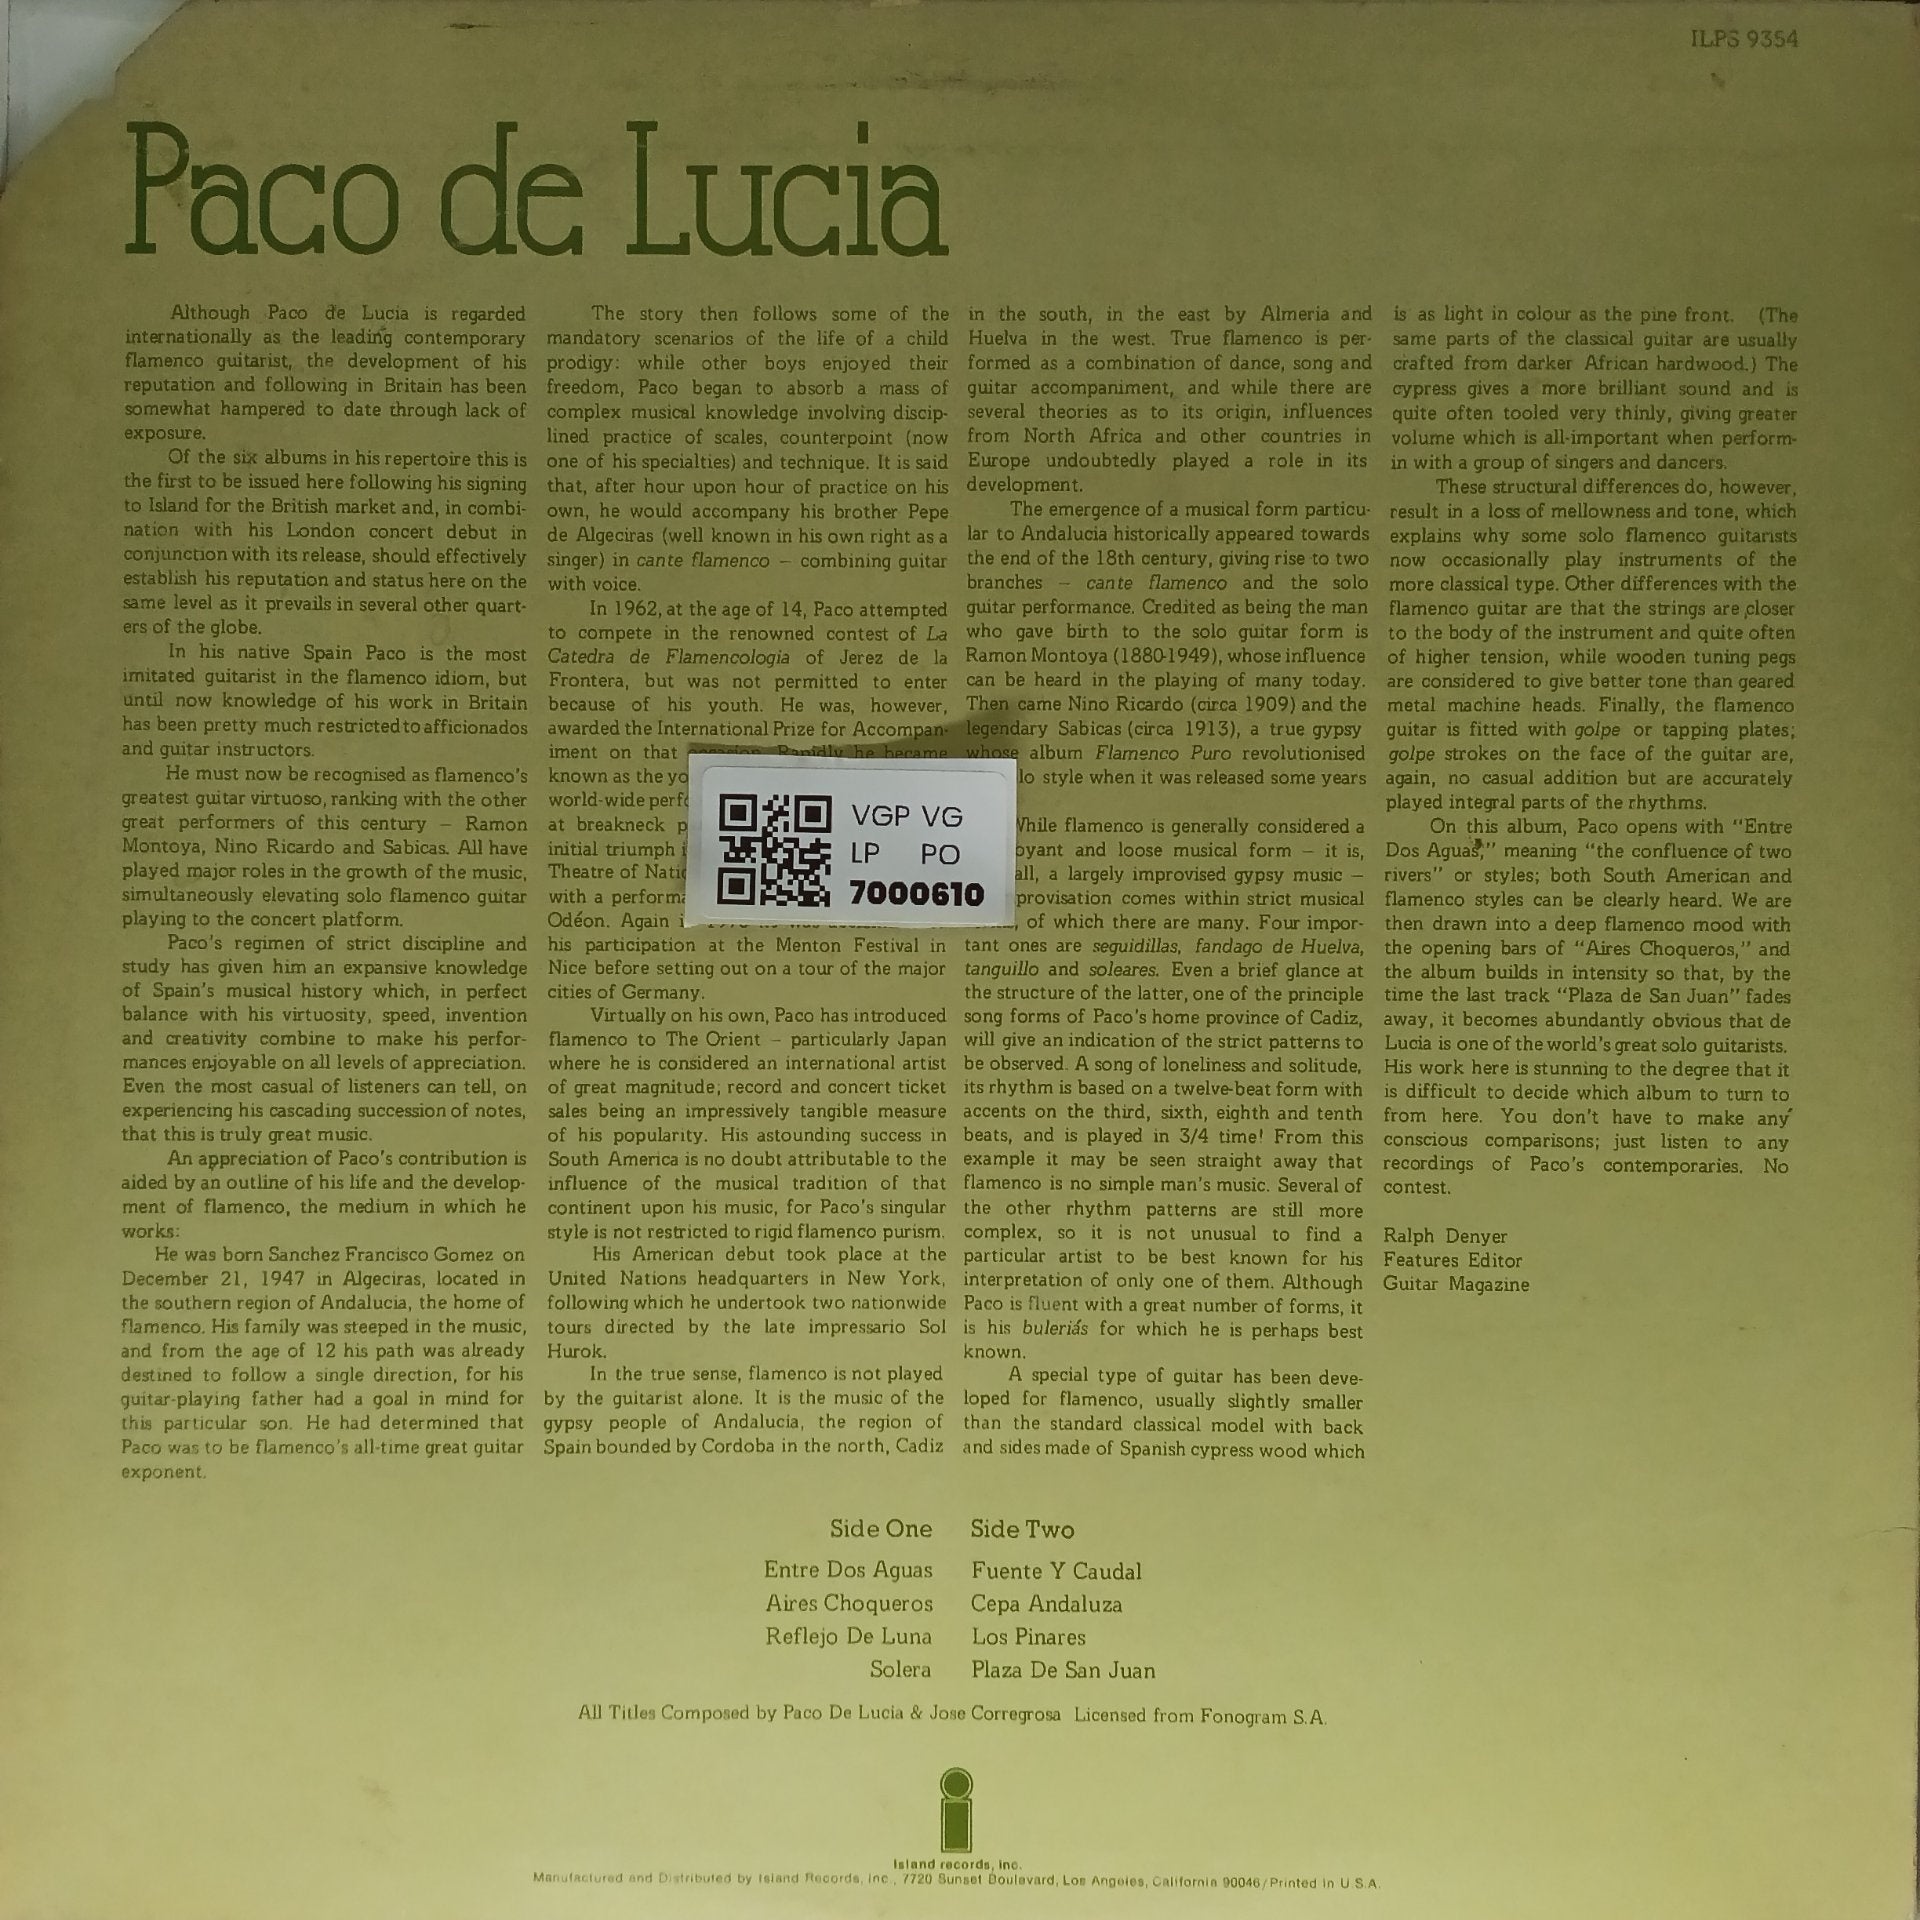 ILPS 9354
Paco de Lucia
Although Paco de Lucia is regarded
internationally as the leading contemporary
flamenco guitarist, the development of his
reputation and following in Britain has been
somewhat hampered to date through lack of
exposure.
Of the six albums in his repertoire this is
the first to be issued here following his signing
to Island for the British market and, in combi-
nation with his London concert debut in
conjunction with its release, should effectively
establish his reputation and status here on the
same level as it prevails in several other quart-
ers of the globe.
In his native Spain Paco is the most
imitated guitarist in the flamenco idiom, but
until now knowledge of his work in Britain
has been pretty much restricted to afficionados
and guitar instructors.
He must now be recognised as flamenco's
greatest guitar virtuoso, ranking with the other
great performers of this century – Ramon
Montoya, Nino Ricardo and Sabicas. All have
played major roles in the growth of the music,
simultaneously elevating solo flamenco guitar
playing to the concert platform.
Paco's regimen of strict discipline and
study has given him an expansive knowledge
of Spain's musical history which, in perfect
balance with his virtuosity, speed, invention
and creativity combine to make his perfor-
mances enjoyable on all levels of appreciation.
Even the most casual of listeners can tell, on
experiencing his cascading succession of notes,
that this is truly great music.
An appreciation of Paco's contribution is
aided by an outline of his life and the develop-
ment of flamenco, the medium in which he
works:
He was born Sanchez Francisco Gomez on
December 21, 1947 in Algeciras, located in
the southern region of Andalucia, the home of
flamenco. His family was steeped in the music,
and from the age of 12 his path was already
destined to follow a single direction, for his
guitar-playing father had a goal in mind for
this particular son. He had determined that
Paco was to be flamenco's all-time great guitar
exponent.
The story then follows some of the
mandatory scenarios of the life of a child
prodigy: while other boys enjoyed their
freedom, Paco began to absorb a mass of
complex musical knowledge involving discip-
lined practice of scales, counterpoint (now
one of his specialties) and technique. It is said
that, after hour upon hour of practice on his
own, he would accompany his brother Pepe
de Algeciras (well known in his own right as a
singer) in cante flamenco – combining guitar
with voice.
In 1962, at the age of 14, Paco attempted
to compete in the renowned contest of La
Catedra de Flamencologia of Jerez de la
Frontera, but was not permitted to enter
because of his youth. He was, however,
awarded the International Prize for Accompan-
iment on that occasion. Rapidly he became
known as the yo
world-wide perfo
at breakneck p
initial triumph i
Theatre of Natio
with a performa
Odéon. Again i
his participation at the Menton Festival in
Nice before setting out on a tour of the major
cities of Germany.
Virtually on his own, Paco has introduced
flamenco to The Orient – particularly Japan
where he is considered an international artist
of great magnitude; record and concert ticket
sales being an impressively tangible measure
of his popularity. His astounding success in
South America is no doubt attributable to the
influence of the musical tradition of that
continent upon his music, for Paco's singular
style is not restricted to rigid flamenco purism.
His American debut took place at the
United Nations headquarters in New York,
following which he undertook two nationwide
tours directed by the late impressario Sol
Hurok.
In the true sense, flamenco is not played
by the guitarist alone. It is the music of the
gypsy people of Andalucia, the region of
Spain bounded by Cordoba in the north, Cadiz
in the south, in the east by Almeria and
Huelva in the west. True flamenco is per-
formed as a combination of dance, song and
guitar accompaniment, and while there are
several theories as to its origin, influences
from North Africa and other countries in
Europe undoubtedly played a role in its
development.
The emergence of a musical form particu-
lar to Andalucia historically appeared towards
the end of the 18th century, giving rise to two
branches – cante flamenco and the solo
guitar performance. Credited as being the man
who gave birth to the solo guitar form is
Ramon Montoya (1880-1949), whose influence
can be heard in the playing of many today.
Then came Nino Ricardo (circa 1909) and the
legendary Sabicas (circa 1913), a true gypsy
whose album Flamenco Puro revolutionised
lo style when it was released some years
While flamenco is generally considered a
oyant and loose musical form – it is,
all, a largely improvised gypsy music –
provisation comes within strict musical
of which there are many. Four impor-
tant ones are seguidillas, fandago de Huelva,
tanguillo and soleares. Even a brief glance at
the structure of the latter, one of the principle
song forms of Paco's home province of Cadiz,
will give an indication of the strict patterns to
be observed. A song of loneliness and solitude,
its rhythm is based on a twelve-beat form with
accents on the third, sixth, eighth and tenth
beats, and is played in 3/4 time! From this
example it may be seen straight away that
flamenco is no simple man's music. Several of
the other rhythm patterns are still more
complex, so it is not unusual to find a
particular artist to be best known for his
interpretation of only one of them. Although
Paco is fluent with a great number of forms, it
is his buleriás for which he is perhaps best
known.
A special type of guitar has been deve-
loped for flamenco, usually slightly smaller
than the standard classical model with back
and sides made of Spanish cypress wood which
is as light in colour as the pine front. (The
same parts of the classical guitar are usually
crafted from darker African hardwood.) The
cypress gives a more brilliant sound and is
quite often tooled very thinly, giving greater
volume which is all-important when perform-
in with a group of singers and dancers.
These structural differences do, however,
result in a loss of mellowness and tone, which
explains why some solo flamenco guitarists
now occasionally play instruments of the
more classical type. Other differences with the
flamenco guitar are that the strings are closer
to the body of the instrument and quite often
of higher tension, while wooden tuning pegs
are considered to give better tone than geared
metal machine heads. Finally, the flamenco
guitar is fitted with golpe or tapping plates;
golpe strokes on the face of the guitar are,
again, no casual addition but are accurately
played integral parts of the rhythms.
On this album, Paco opens with "Entre
Dos Aguas," meaning "the confluence of two
rivers" or styles; both South American and
flamenco styles can be clearly heard. We are
then drawn into a deep flamenco mood with
the opening bars of "Aires Choqueros," and
the album builds in intensity so that, by the
time the last track "Plaza de San Juan" fades
away, it becomes abundantly obvious that de
Lucia is one of the world's great solo guitarists.
His work here is stunning to the degree that it
is difficult to decide which album to turn to
from here. You don't have to make any
conscious comparisons; just listen to any
recordings of Paco's contemporaries. No
contest.
Ralph Denyer
Features Editor
Guitar Magazine
VGP VG
LP PO
7000610
Side One
Entre Dos Aguas
Aires Choqueros
Reflejo De Luna
Solera
Side Two
Fuente Y Caudal
Cepa Andaluza
Los Pinares
Plaza De San Juan
All Titles Composed by Paco De Lucia & Jose Corregrosa Licensed from Fonogram S.A.
Island records, inc.
Manufactured and Distributed by Island Records, Inc., 7720 Sunset Boulevard, Los Angeles, California 90046/Printed in U.S.A.